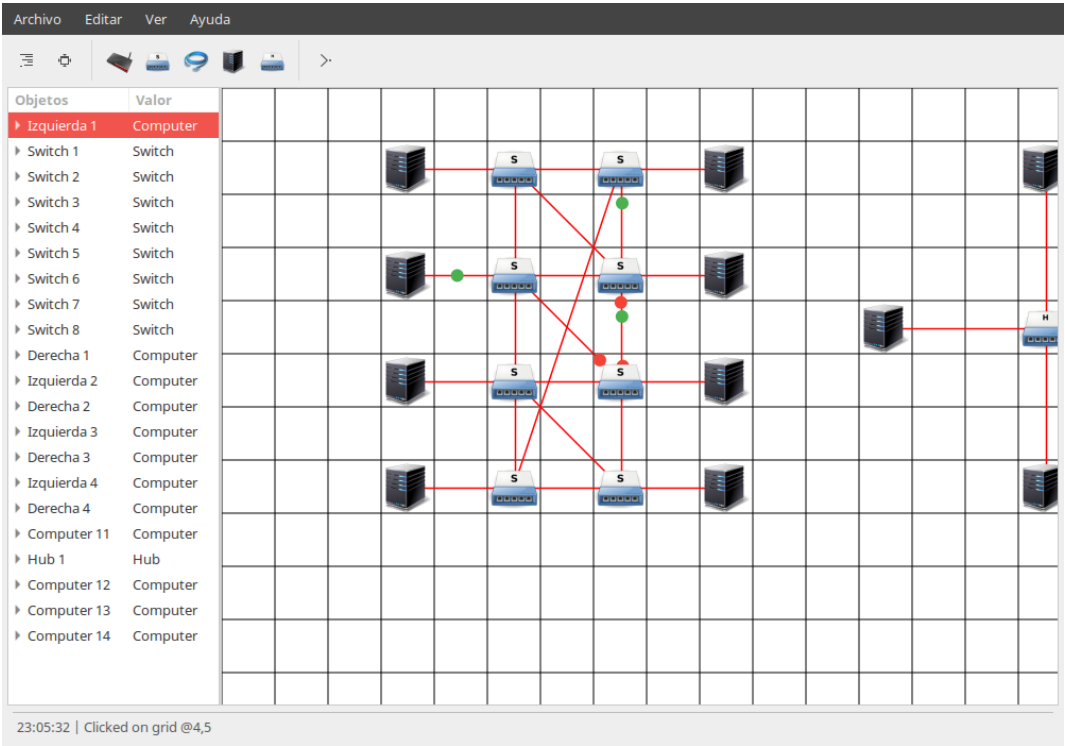 Archivo Editar Ver Ayuda
Objetos Valor
Izquierda 1 Computer
Switch 1 Switch
Switch 2 Switch
Switch 3 Switch
Switch 4 Switch
Switch 5 Switch
Switch 6 Switch
Switch 7 Switch
Switch 8 Switch
Derecha 1 Computer
Izquierda 2 Computer
Derecha 2 Computer
Izquierda 3 Computer
Derecha 3 Computer
Izquierda 4 Computer
Derecha 4 Computer
Computer 11 Computer
Hub 1 Hub
Computer 12 Computer
Computer 13 Computer
Computer 14 Computer
S S
S S
H
S S
S S
23:05:32 | Clicked on grid @4,5